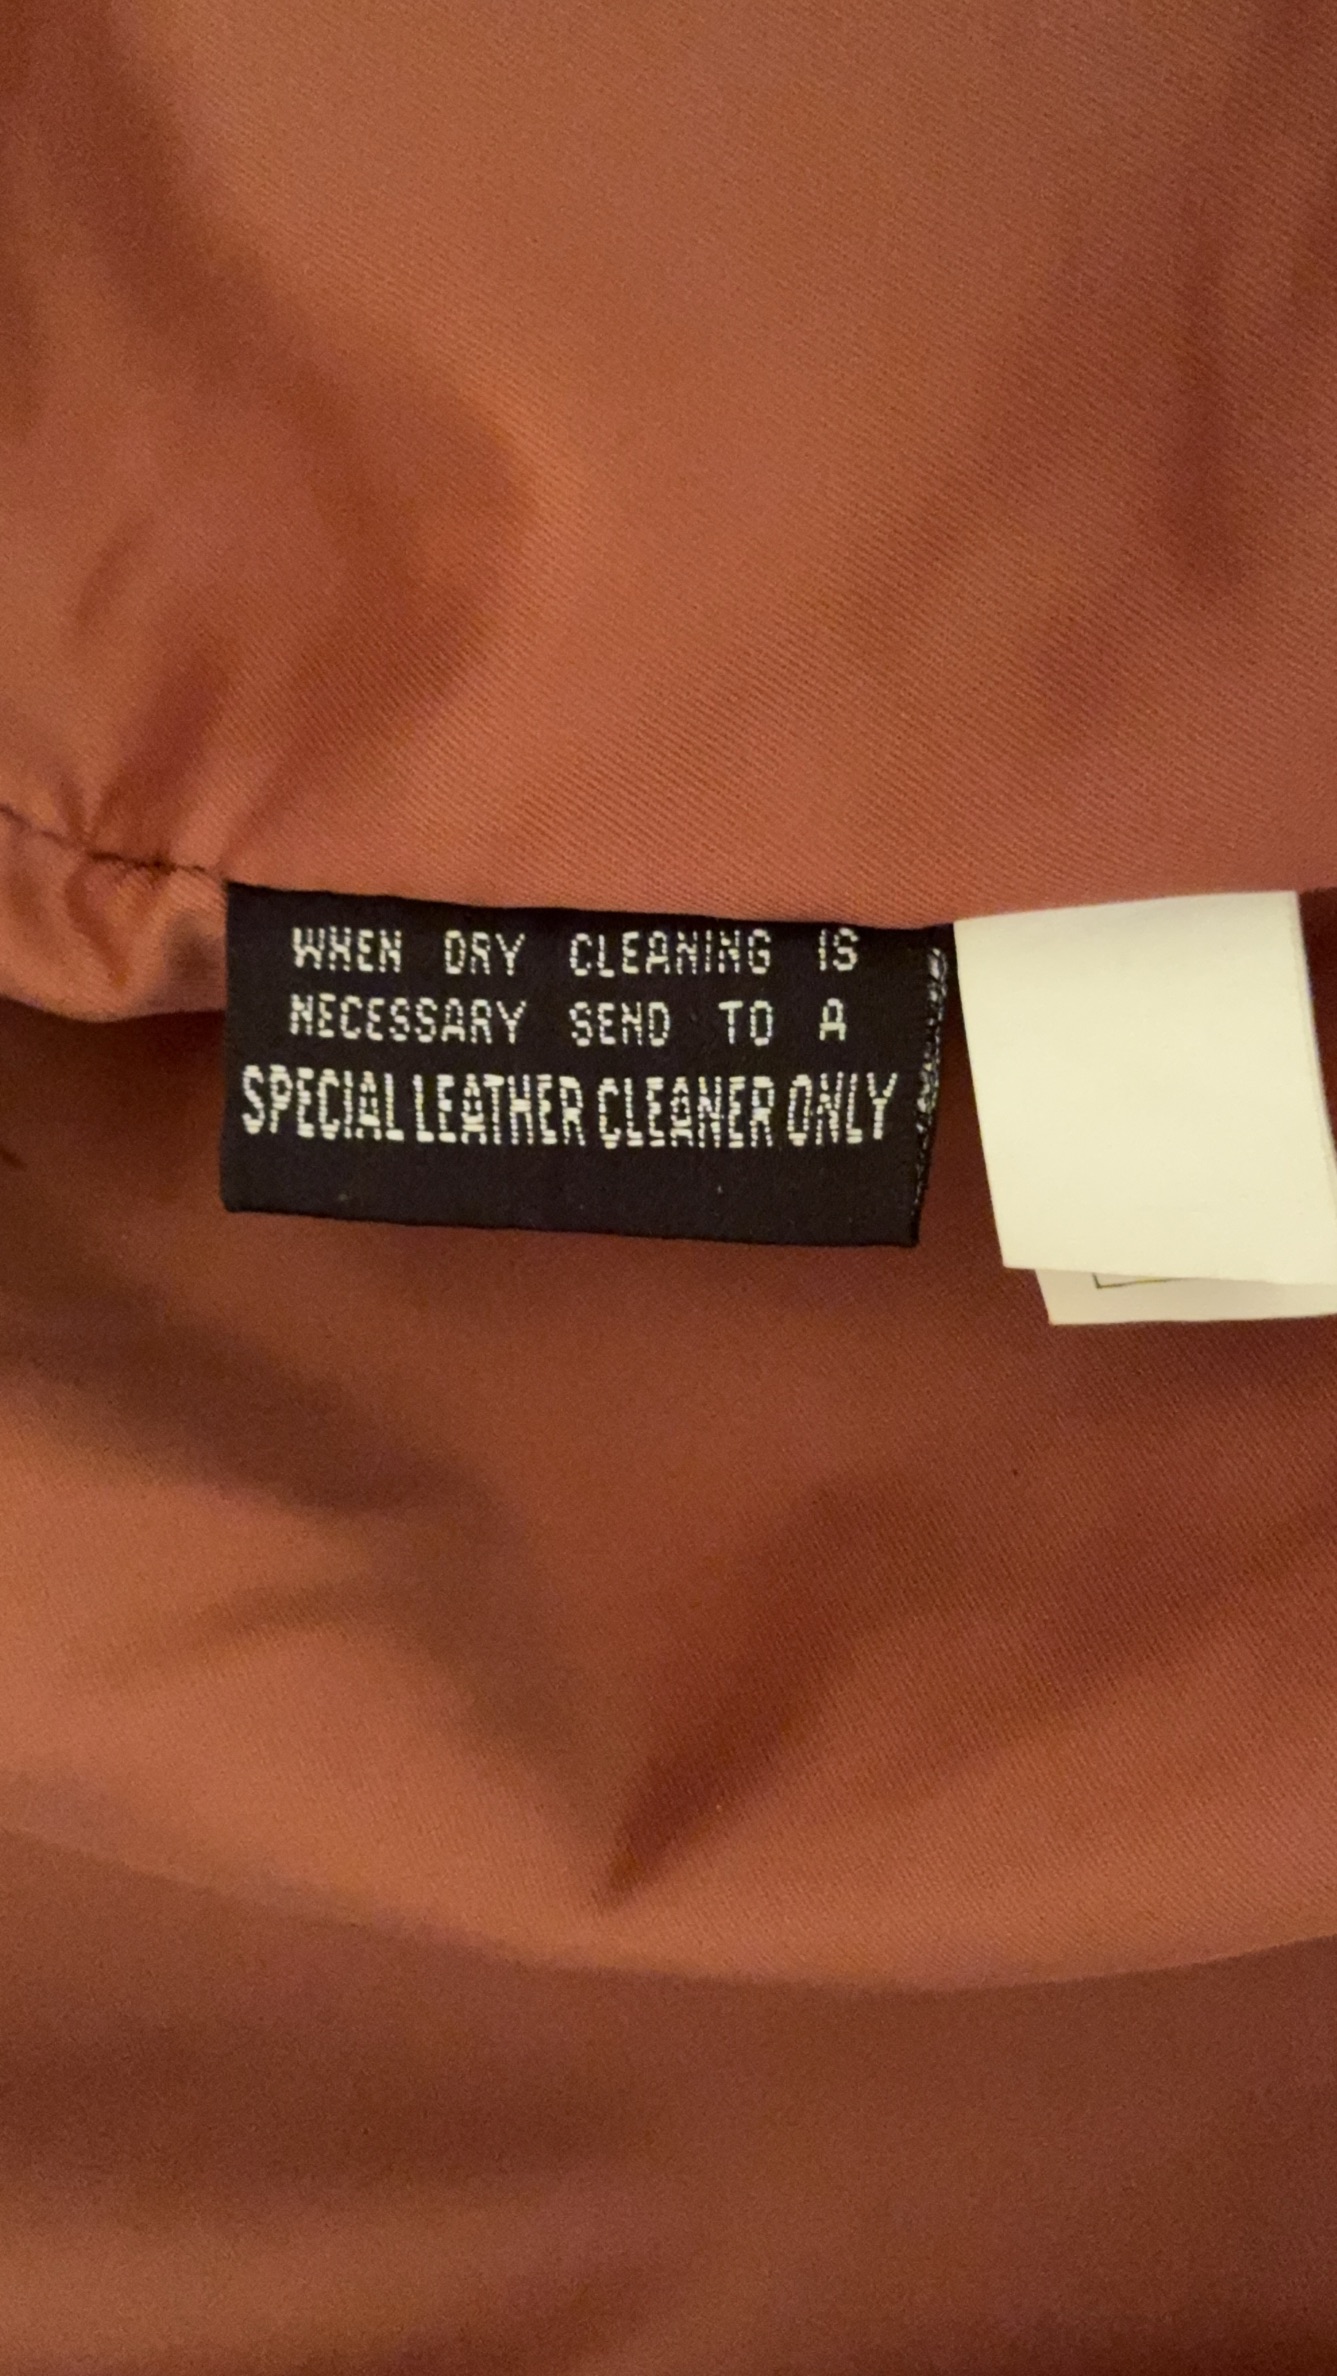 WHEN DRY CLEANING IS
NECESSARY SEND TO A
SPECIAL LEATHER CLEANER ONLY